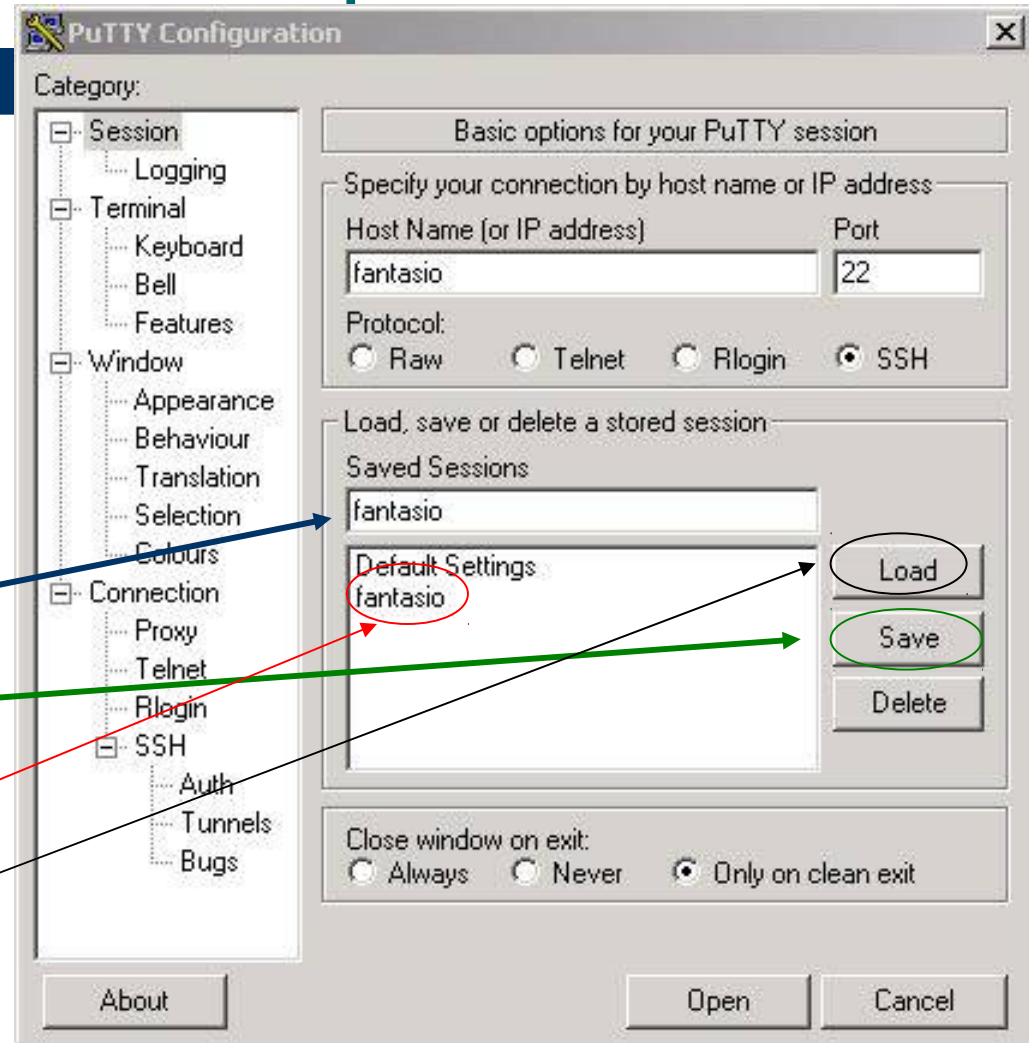 PuTTY Configuration
Category:
Session
Logging
Terminal
Keyboard
Bell
Features
Window
Appearance
Behaviour
Translation
Selection
Colours
Connection
Proxy
Telnet
Rlogin
SSH
Auth
Tunnels
Bugs
Basic options for your PuTTY session
Specify your connection by host name or IP address
Host Name (or IP address) Port
fantasio 22
Protocol:
Raw Telnet Rlogin SSH
Load, save or delete a stored session
Saved Sessions
fantasio
Default Settings
fantasio
Load
Save
Delete
Close window on exit:
Always Never Only on clean exit
About Open Cancel